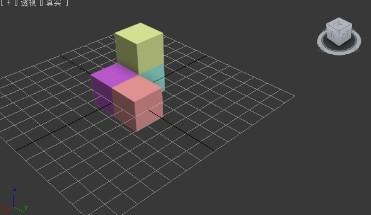 [ + ][ 透视 ][ 真实 ]